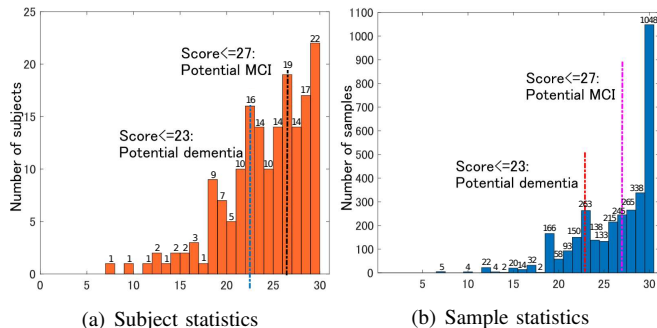 Number of subjects
25
20
15
10
5
0
Score<=27:
Potential MCI
Score<=23:
Potential dementia
1 1 1 2 1 2 2 3 1 9 7 5 10 16 14 10 14 19 14 17 22
0 5 10 15 20 25 30
(a) Subject statistics
Number of samples
1100
1000
900
800
700
600
500
400
300
200
100
0
Score<=27:
Potential MCI
Score<=23:
Potential dementia
5 4 22 4 2 20 14 32 2 166 58 93 150 263 138 133 215 245 265 338 1048
5 10 15 20 25 30
(b) Sample statistics